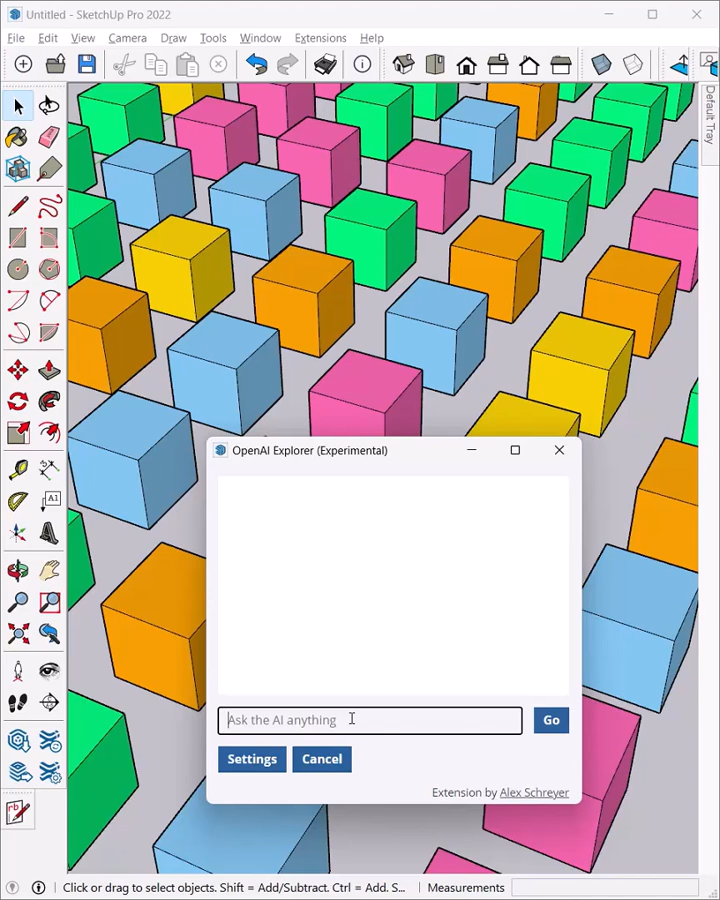 Untitled - SketchUp Pro 2022
File Edit View Camera Draw Tools Window Extensions Help
Default Tray
A1
OpenAI Explorer (Experimental)
Ask the AI anything
Go
Settings Cancel
Extension by Alex Schreyer
rb
Click or drag to select objects. Shift = Add/Subtract. Ctrl = Add. S... Measurements